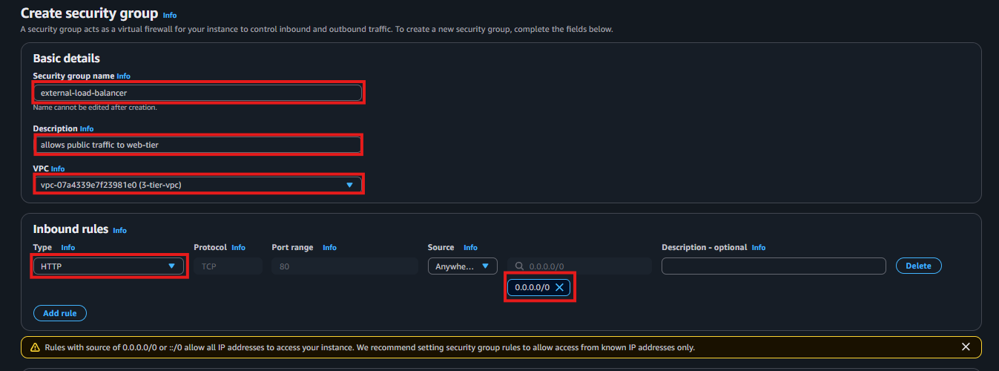 Create security group Info
A security group acts as a virtual firewall for your instance to control inbound and outbound traffic. To create a new security group, complete the fields below.
Basic details
Security group name Info
external-load-balancer
Name cannot be edited after creation.
Description Info
allows public traffic to web-tier
VPC Info
vpc-07a4339e7f23981e0 (3-tier-vpc)
Inbound rules Info
Type Info Protocol Info Port range Info Source Info Description - optional Info
HTTP TCP 80 Anywhe... 0.0.0.0/0 Delete
0.0.0.0/0
Add rule
Rules with source of 0.0.0.0/0 or ::/0 allow all IP addresses to access your instance. We recommend setting security group rules to allow access from known IP addresses only.